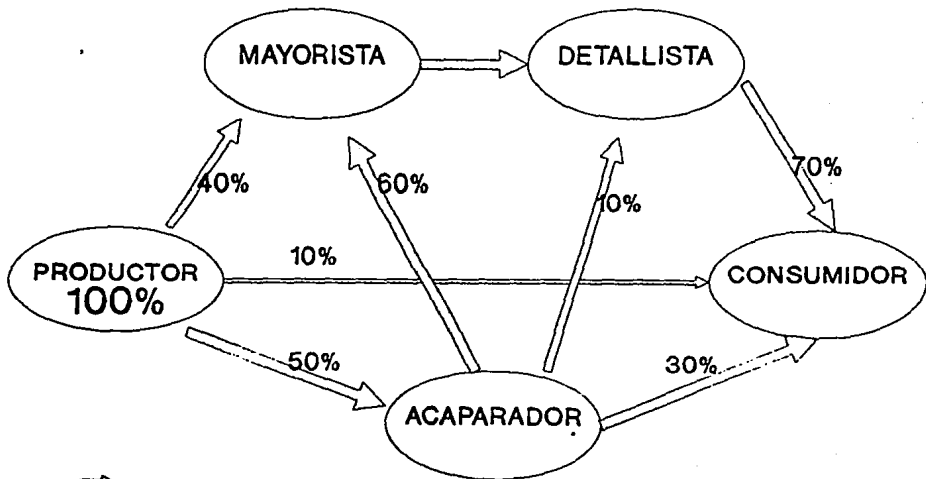 MAYORISTA
DETALLISTA
40%
60%
10%
70%
PRODUCTOR
100%
10%
CONSUMIDOR
50%
30%
ACAPARADOR